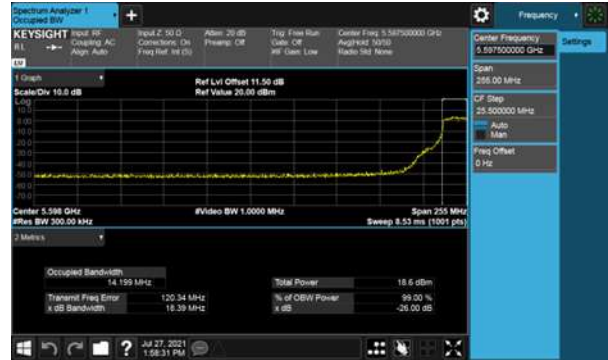 Spectrum Analyzer 1
Occupied BW
Frequency
KEYSIGHT
Input: RF
Coupling: AC
Align: Auto
Input Z: 50 Ω
Corrections: On
Freq Ref: Int (S)
Atten: 20 dB
Preamp: Off
Trig: Free Run
Gate: Off
#IF Gain: Low
Center Freq: 5.597500000 GHz
Avg|Hold: 50/50
Radio Std: None
1 Graph
Scale/Div 10.0 dB
Ref Lvl Offset 11.50 dB
Ref Value 20.00 dBm
Log
Center 5.598 GHz
#Res BW 300.00 kHz
#Video BW 1.0000 MHz
Span 255 MHz
Sweep 8.53 ms (1001 pts)
2 Metrics
Occupied Bandwidth
14.199 MHz
Transmit Freq Error 120.34 MHz
x dB Bandwidth 18.39 MHz
Total Power 18.6 dBm
% of OBW Power 99.00 %
x dB -26.00 dB
Jul 27, 2021
1:58:31 PM
Center Frequency
5.597500000 GHz
Span
255.00 MHz
CF Step
25.500000 MHz
Auto
Man
Freq Offset
0 Hz
Settings